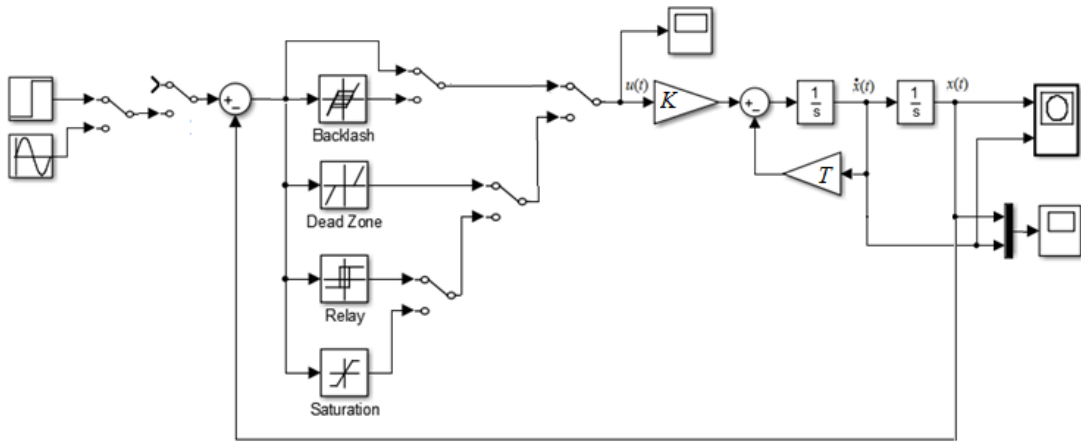 u(t)
K
+
−
1
s
ẋ(t)
1
s
x(t)
+
−
Backlash
T
Dead Zone
Relay
Saturation